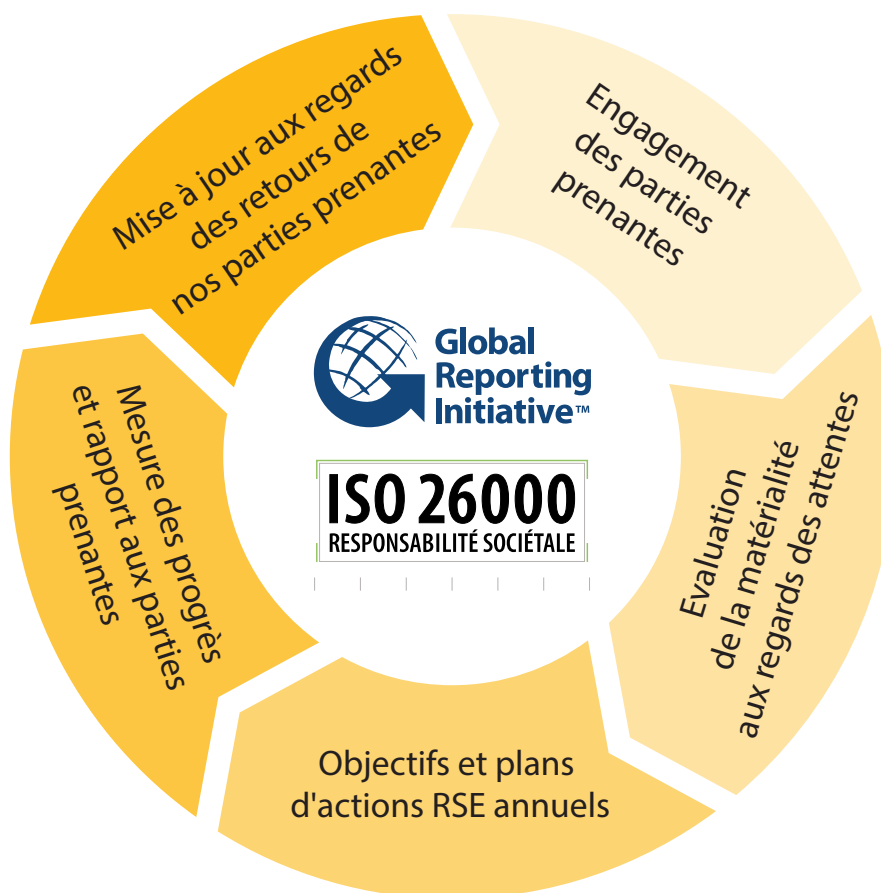 Engagement
des parties
prenantes
Evaluation
de la matérialité
aux regards des attentes
Objectifs et plans
d'actions RSE annuels
Mesure des progrès
et rapport aux parties
prenantes
Mise à jour aux regards
des retours de
nos parties prenantes
Global
Reporting
Initiative™
ISO 26000
RESPONSABILITÉ SOCIÉTALE